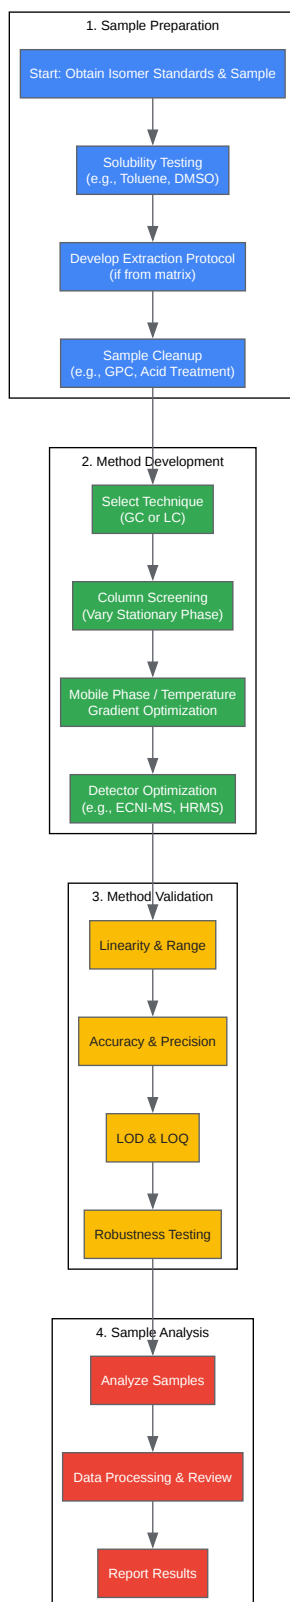 1. Sample Preparation
Start: Obtain Isomer Standards & Sample
Solubility Testing
(e.g., Toluene, DMSO)
Develop Extraction Protocol
(if from matrix)
Sample Cleanup
(e.g., GPC, Acid Treatment)
2. Method Development
Select Technique
(GC or LC)
Column Screening
(Vary Stationary Phase)
Mobile Phase / Temperature
Gradient Optimization
Detector Optimization
(e.g., ECNI-MS, HRMS)
3. Method Validation
Linearity & Range
Accuracy & Precision
LOD & LOQ
Robustness Testing
4. Sample Analysis
Analyze Samples
Data Processing & Review
Report Results